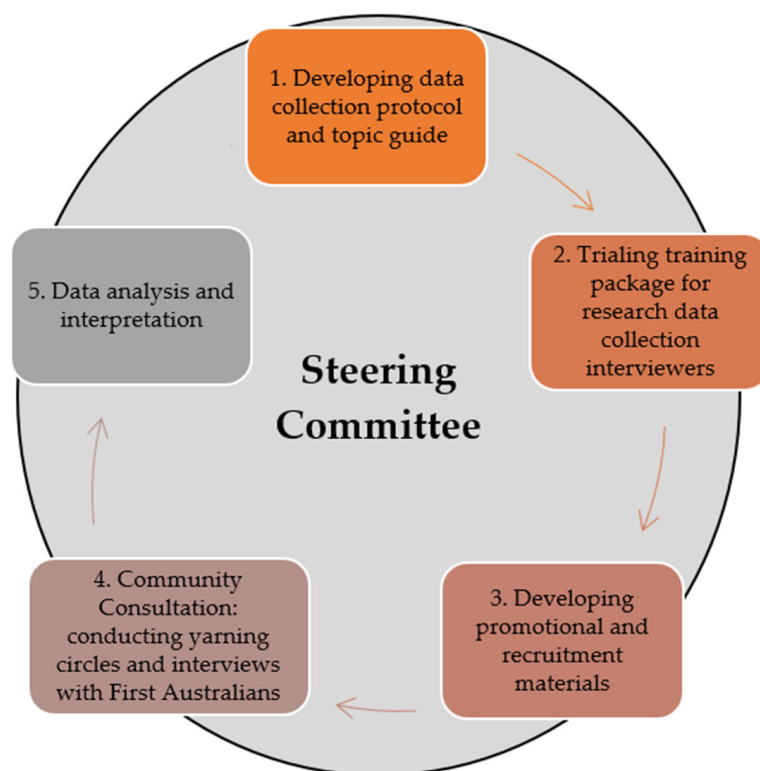 1. Developing data
collection protocol
and topic guide
2. Trialing training
package for
research data
collection
interviewers
3. Developing
promotional and
recruitment
materials
4. Community
Consultation:
conducting yarning
circles and interviews
with First Australians
5. Data analysis and
interpretation
Steering
Committee